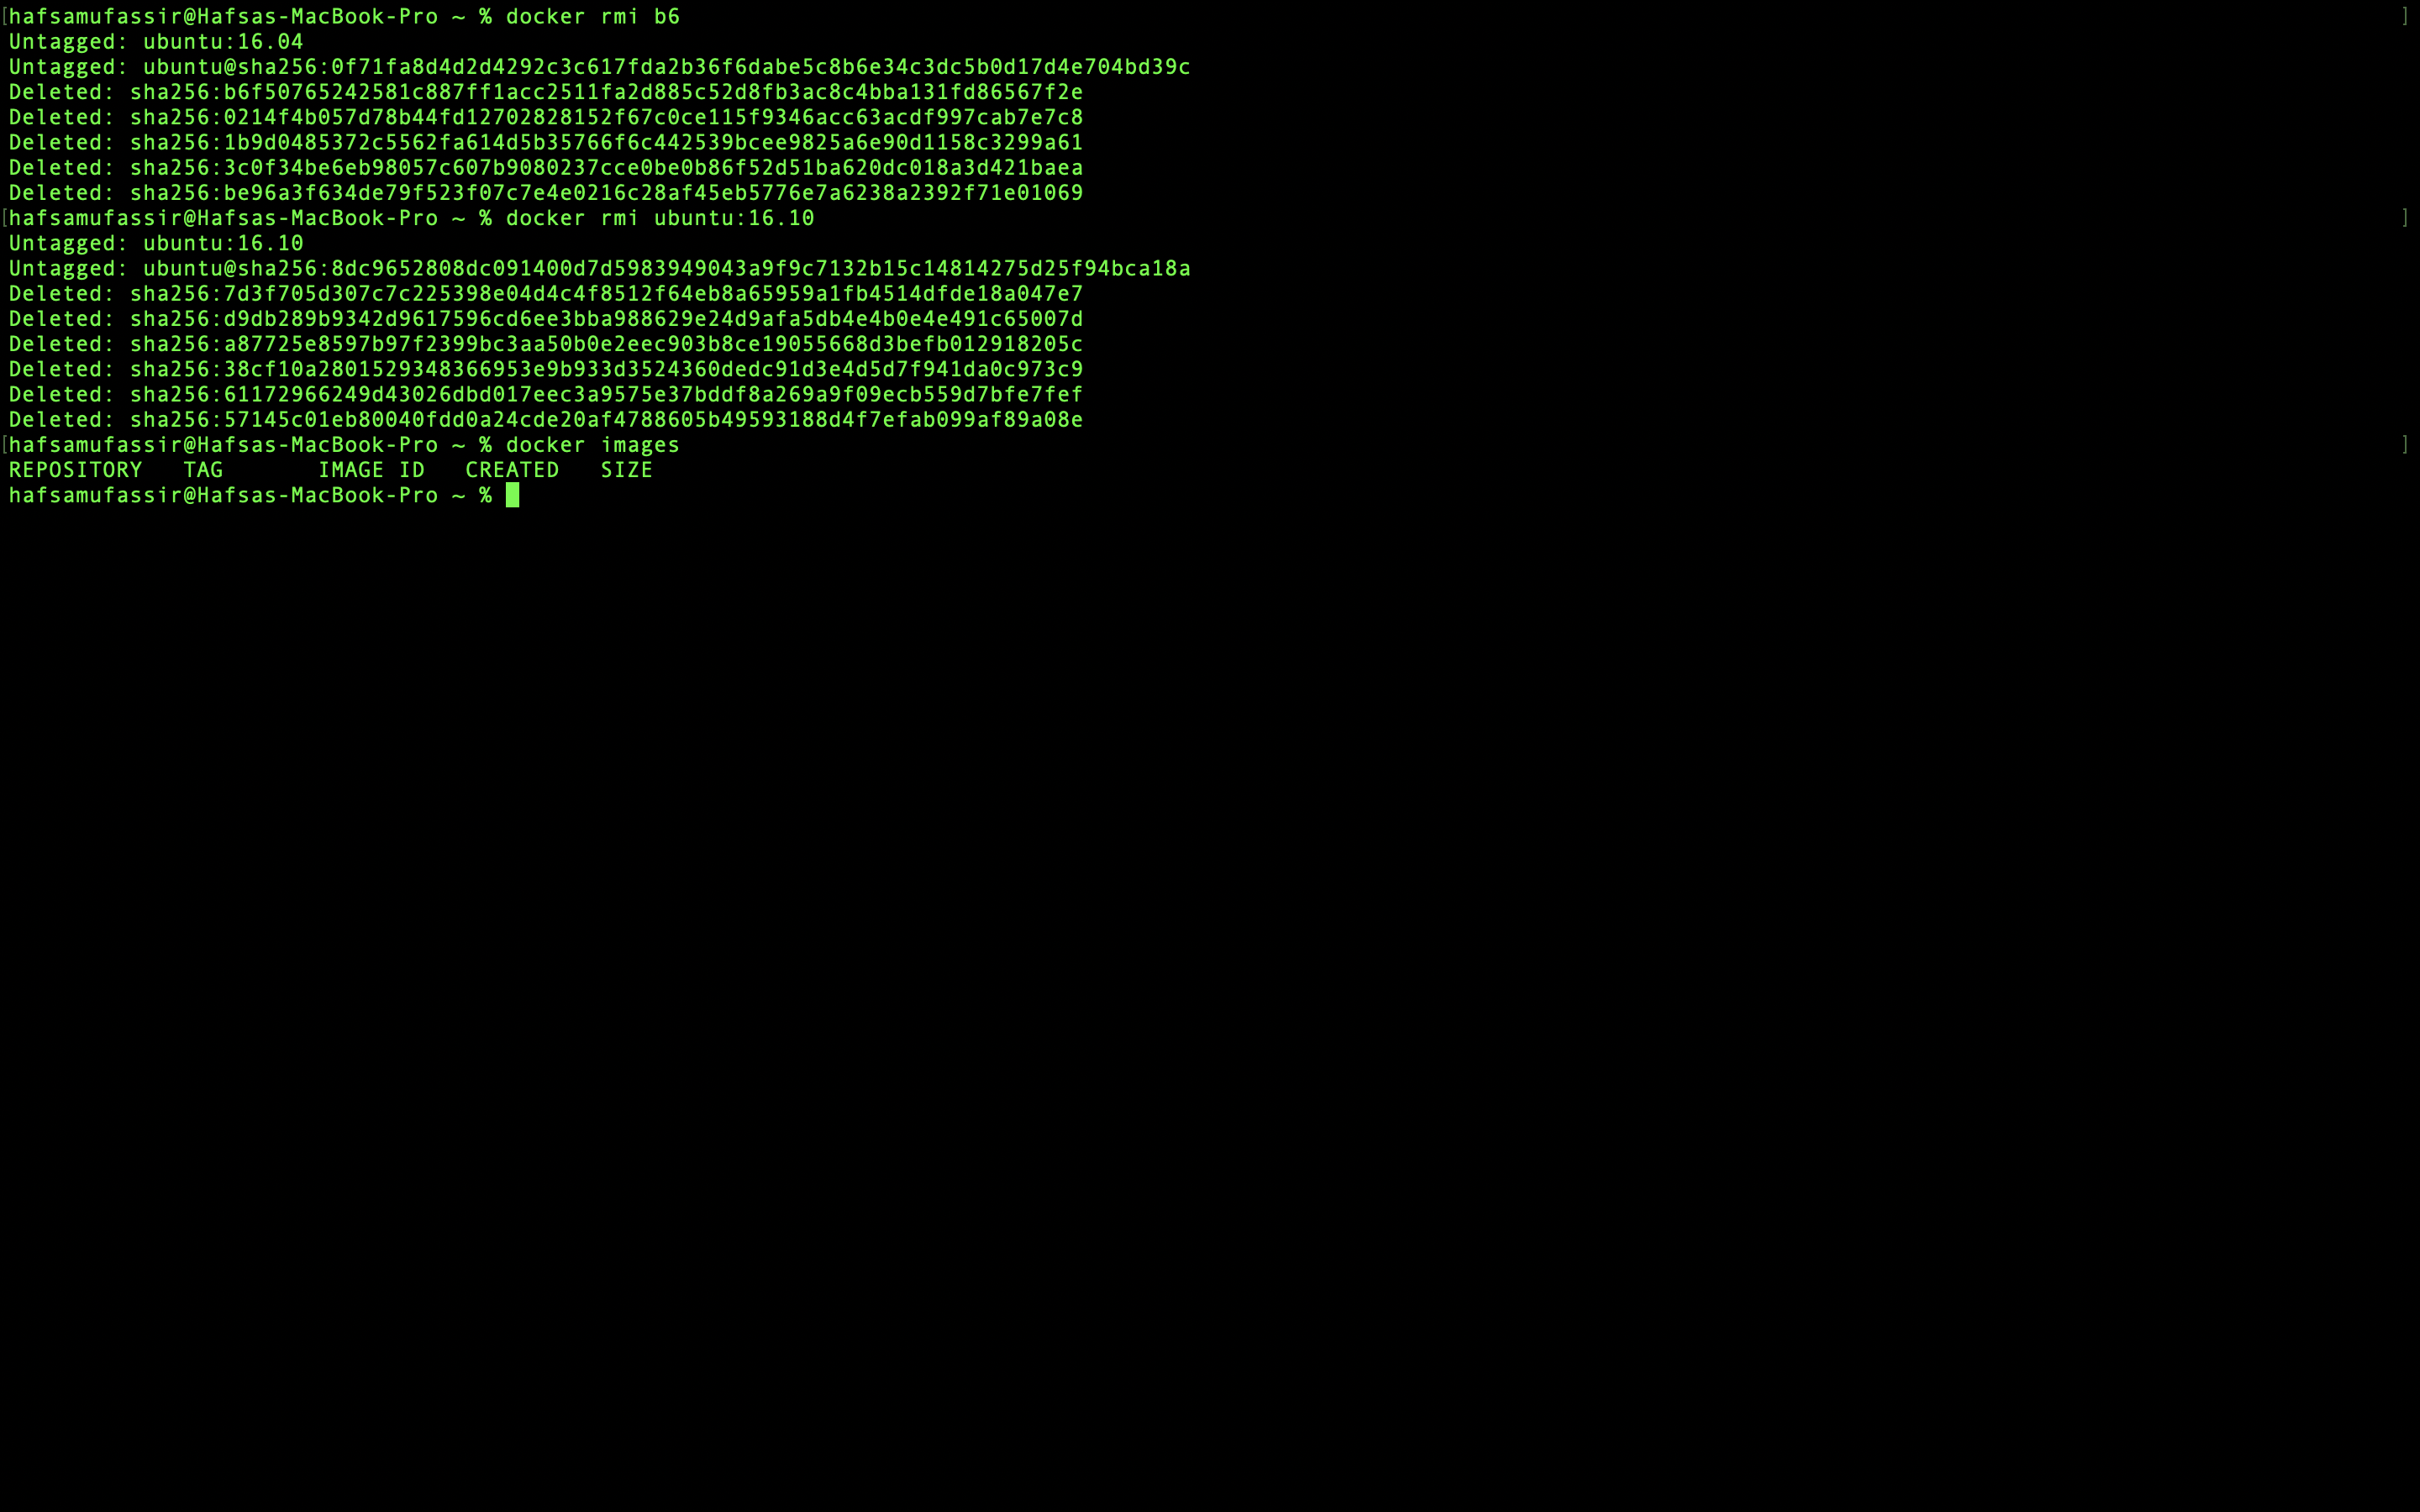 [hafsamufassir@Hafsas-MacBook-Pro ~ % docker rmi b6 ]
Untagged: ubuntu:16.04
Untagged: ubuntu@sha256:0f71fa8d4d2d4292c3c617fda2b36f6dabe5c8b6e34c3dc5b0d17d4e704bd39c
Deleted: sha256:b6f50765242581c887ff1acc2511fa2d885c52d8fb3ac8c4bba131fd86567f2e
Deleted: sha256:0214f4b057d78b44fd12702828152f67c0ce115f9346acc63acdf997cab7e7c8
Deleted: sha256:1b9d0485372c5562fa614d5b35766f6c442539bcee9825a6e90d1158c3299a61
Deleted: sha256:3c0f34be6eb98057c607b9080237cce0be0b86f52d51ba620dc018a3d421baea
Deleted: sha256:be96a3f634de79f523f07c7e4e0216c28af45eb5776e7a6238a2392f71e01069
[hafsamufassir@Hafsas-MacBook-Pro ~ % docker rmi ubuntu:16.10 ]
Untagged: ubuntu:16.10
Untagged: ubuntu@sha256:8dc9652808dc091400d7d5983949043a9f9c7132b15c14814275d25f94bca18a
Deleted: sha256:7d3f705d307c7c225398e04d4c4f8512f64eb8a65959a1fb4514dfde18a047e7
Deleted: sha256:d9db289b9342d9617596cd6ee3bba988629e24d9afa5db4e4b0e4e491c65007d
Deleted: sha256:a87725e8597b97f2399bc3aa50b0e2eec903b8ce19055668d3befb012918205c
Deleted: sha256:38cf10a2801529348366953e9b933d3524360dedc91d3e4d5d7f941da0c973c9
Deleted: sha256:61172966249d43026dbd017eec3a9575e37bddf8a269a9f09ecb559d7bfe7fef
Deleted: sha256:57145c01eb80040fdd0a24cde20af4788605b49593188d4f7efab099af89a08e
[hafsamufassir@Hafsas-MacBook-Pro ~ % docker images ]
REPOSITORY   TAG       IMAGE ID   CREATED   SIZE
hafsamufassir@Hafsas-MacBook-Pro ~ %